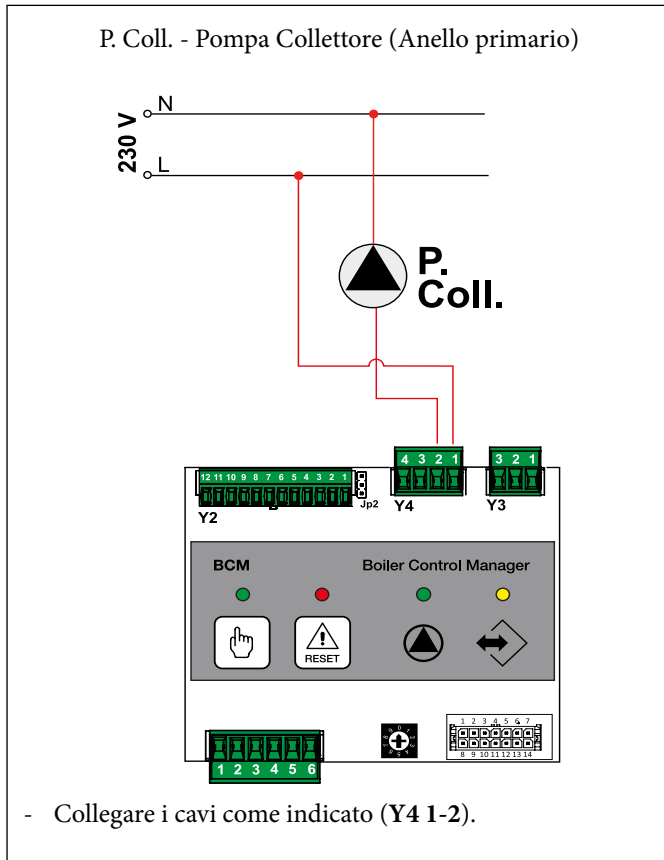 P. Coll. - Pompa Collettore (Anello primario)
N
230 V
L
P.
Coll.
4 3 2 1
3 2 1
12 11 10 9 8 7 6 5 4 3 2 1
Jp2
Y2
Y4
Y3
BCM
Boiler Control Manager
RESET
1 2 3 4 5 6 7
8 9 10 11 12 13 14
1 2 3 4 5 6
- Collegare i cavi come indicato (Y4 1-2).